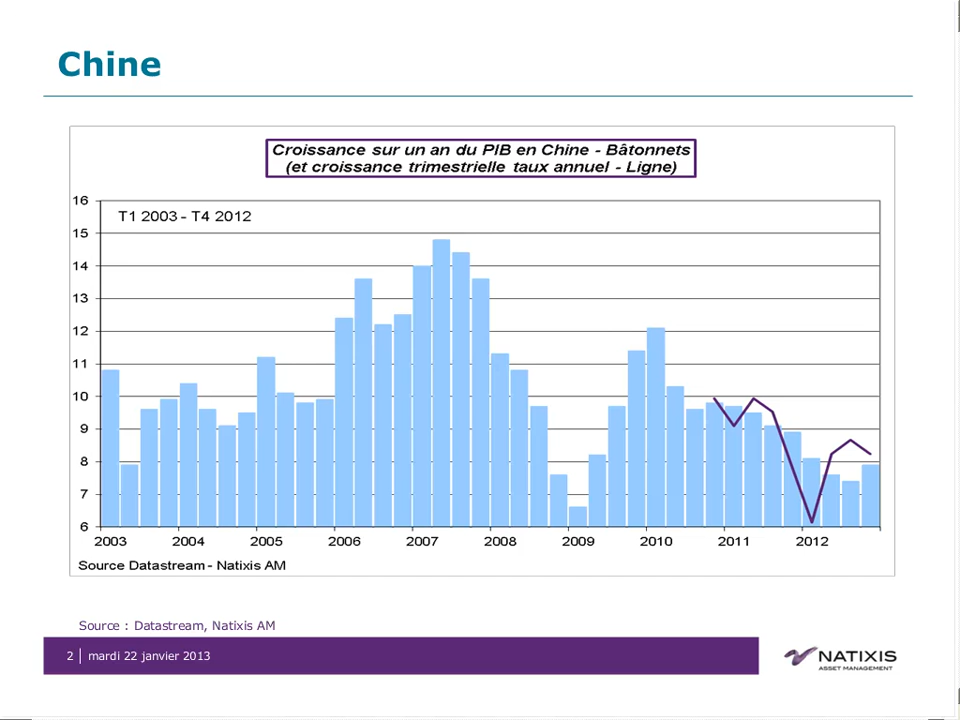 Chine
Croissance sur un an du PIB en Chine - Bâtonnets
(et croissance trimestrielle taux annuel - Ligne)
T1 2003 - T4 2012
16
15
14
13
12
11
10
9
8
7
6
2003 2004 2005 2006 2007 2008 2009 2010 2011 2012
Source Datastream - Natixis AM
Source : Datastream, Natixis AM
2 mardi 22 janvier 2013
NATIXIS
ASSET MANAGEMENT